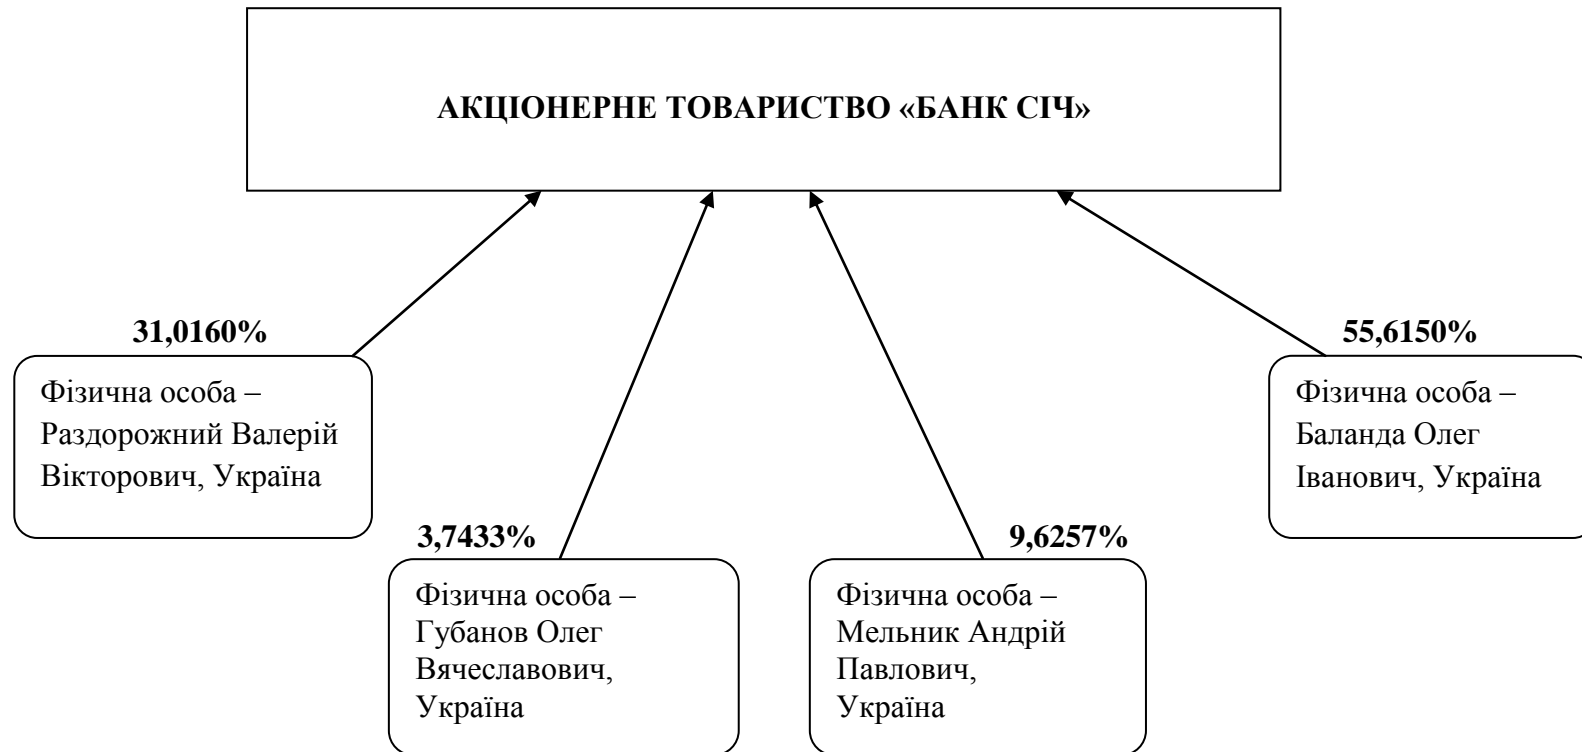 АКЦІОНЕРНЕ ТОВАРИСТВО «БАНК СІЧ»
31,0160%
Фізична особа –
Раздорожний Валерій
Вікторович, Україна
3,7433%
Фізична особа –
Губанов Олег
Вячеславович,
Україна
9,6257%
Фізична особа –
Мельник Андрій
Павлович,
Україна
55,6150%
Фізична особа –
Баланда Олег
Іванович, Україна